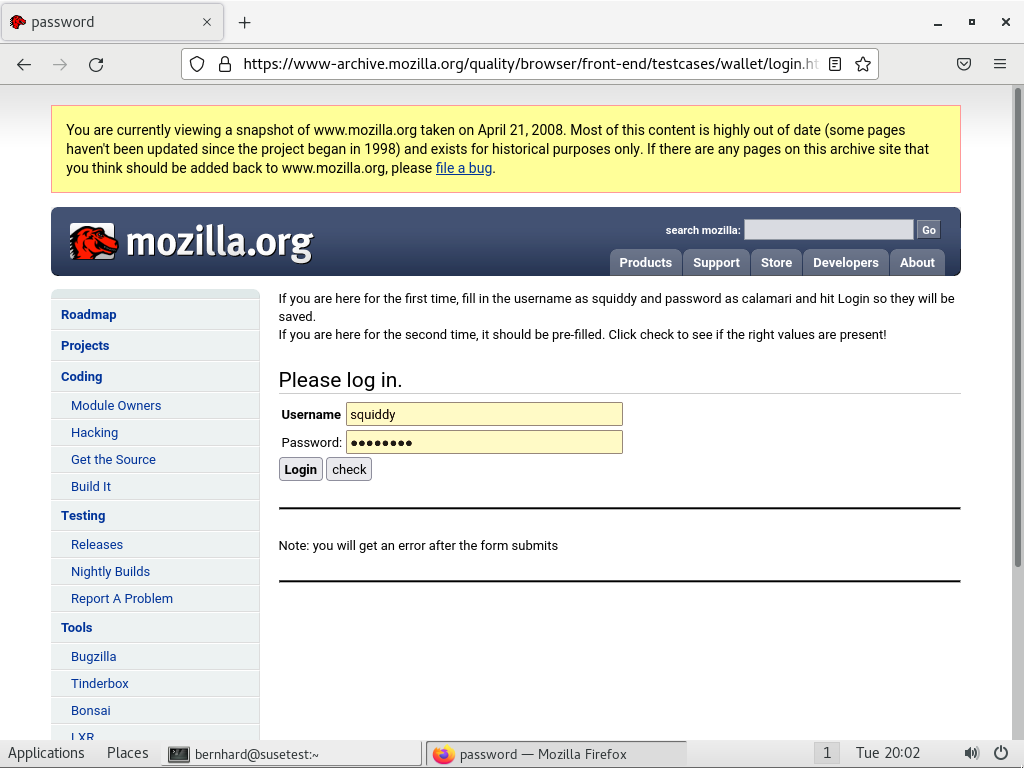 password
https://www-archive.mozilla.org/quality/browser/front-end/testcases/wallet/login.ht
You are currently viewing a snapshot of www.mozilla.org taken on April 21, 2008. Most of this content is highly out of date (some pages
haven't been updated since the project began in 1998) and exists for historical purposes only. If there are any pages on this archive site that
you think should be added back to www.mozilla.org, please file a bug.
mozilla.org
search mozilla:
Go
Products Support Store Developers About
Roadmap
Projects
Coding
Module Owners
Hacking
Get the Source
Build It
Testing
Releases
Nightly Builds
Report A Problem
Tools
Bugzilla
Tinderbox
Bonsai
LXR
If you are here for the first time, fill in the username as squiddy and password as calamari and hit Login so they will be
saved.
If you are here for the second time, it should be pre-filled. Click check to see if the right values are present!
Please log in.
Username squiddy
Password: ●●●●●●●●
Login check
Note: you will get an error after the form submits
Applications Places bernhard@susetest:~ password — Mozilla Firefox 1 Tue 20:02